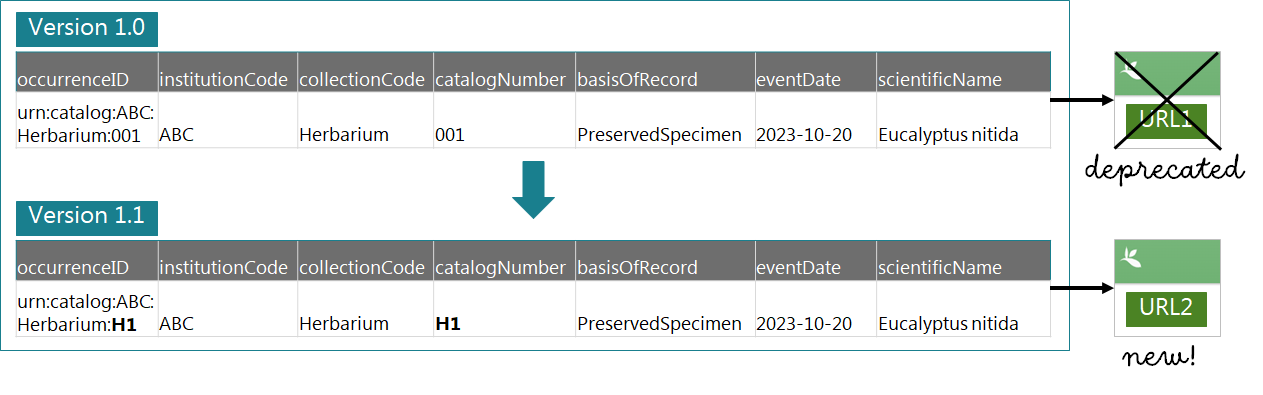 Version 1.0
occurrenceID institutionCode collectionCode catalogNumber basisOfRecord eventDate scientificName
urn:catalog:ABC:
Herbarium:001 ABC Herbarium 001 PreservedSpecimen 2023-10-20 Eucalyptus nitida
URL1
deprecated
Version 1.1
occurrenceID institutionCode collectionCode catalogNumber basisOfRecord eventDate scientificName
urn:catalog:ABC:
Herbarium:H1 ABC Herbarium H1 PreservedSpecimen 2023-10-20 Eucalyptus nitida
URL2
new!